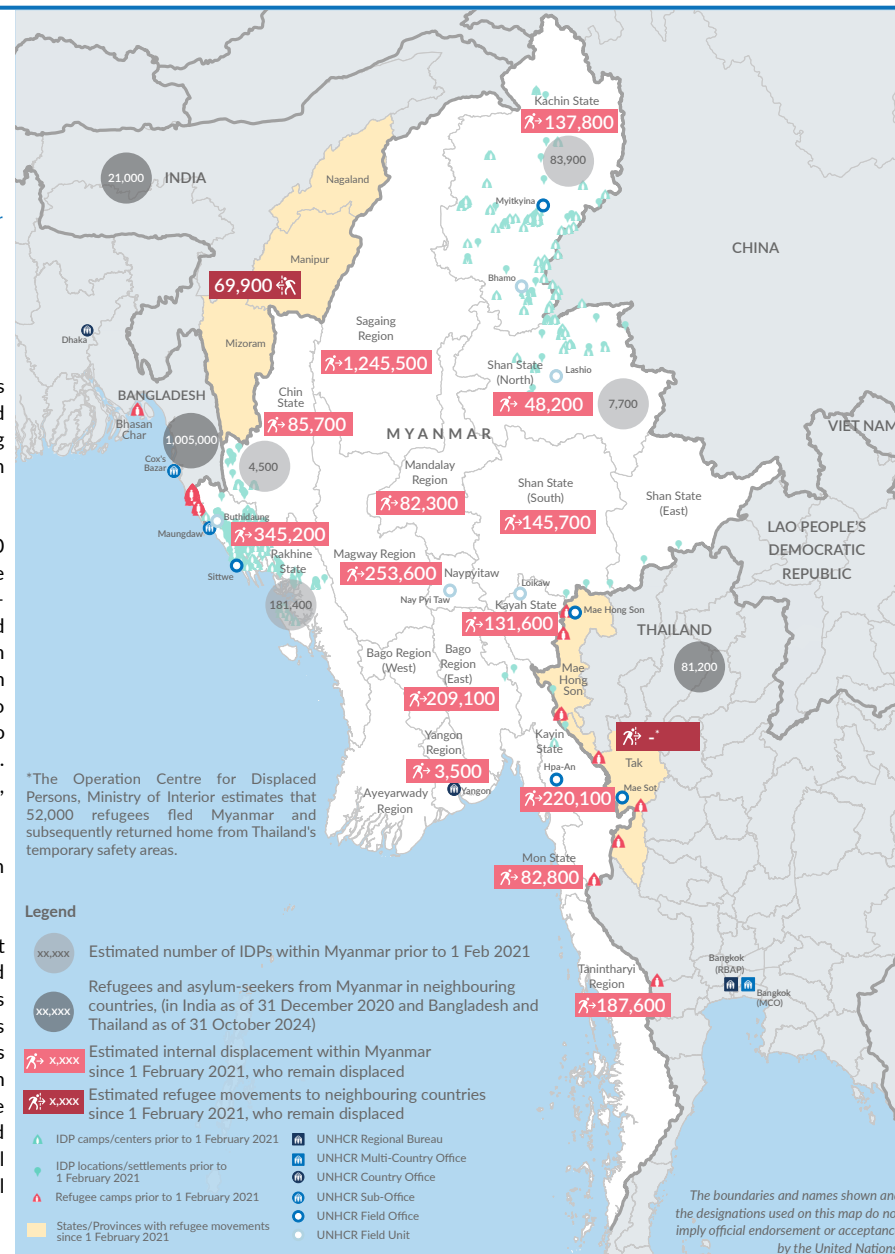 Kachin State
137,800
83,900
21,000
INDIA
Nagaland
Myitkyina
Manipur
CHINA
69,900
Bhamo
Sagaing
Region
Dhaka
Mizoram
1,245,500
Shan State
(North)
Lashio
Chin
State
BANGLADESH
48,200
7,700
Bhasan
Char
85,700
VIET NAM
1,005,000
MYANMAR
Cox's
Bazar
4,500
Mandalay
Region
Shan State
(South)
Shan State
(East)
82,300
Buthidaung
145,700
LAO PEOPLE'S
DEMOCRATIC
REPUBLIC
Maungdaw
345,200
Rakhine
State
Magway Region
Sittwe
253,600
Naypyitaw
Loikaw
Nay Pyi Taw
181,400
Kayah State
Mae Hong Son
131,600
THAILAND
Bago Region
(West)
Bago
Region
(East)
Mae
Hong
Son
81,200
209,100
-*
Yangon
Region
Kayin
State
Tak
3,500
Hpa-An
Yangon
Mae Sot
Ayeyarwady
Region
220,100
*The Operation Centre for Displaced
Persons, Ministry of Interior estimates that
52,000 refugees fled Myanmar and
subsequently returned home from Thailand's
temporary safety areas.
Mon State
82,800
Tanintharyi
Region
187,600
Bangkok
(RBAP)
Bangkok
(MCO)
Legend
xx,xxx Estimated number of IDPs within Myanmar prior to 1 Feb 2021
xx,xxx Refugees and asylum-seekers from Myanmar in neighbouring
countries, (in India as of 31 December 2020 and Bangladesh and
Thailand as of 31 October 2024)
x,xxx Estimated internal displacement within Myanmar
since 1 February 2021, who remain displaced
x,xxx Estimated refugee movements to neighbouring countries
since 1 February 2021, who remain displaced
IDP camps/centers prior to 1 February 2021
IDP locations/settlements prior to
1 February 2021
Refugee camps prior to 1 February 2021
States/Provinces with refugee movements
since 1 February 2021
UNHCR Regional Bureau
UNHCR Multi-Country Office
UNHCR Country Office
UNHCR Sub-Office
UNHCR Field Office
UNHCR Field Unit
The boundaries and names shown and
the designations used on this map do not
imply official endorsement or acceptance
by the United Nations.